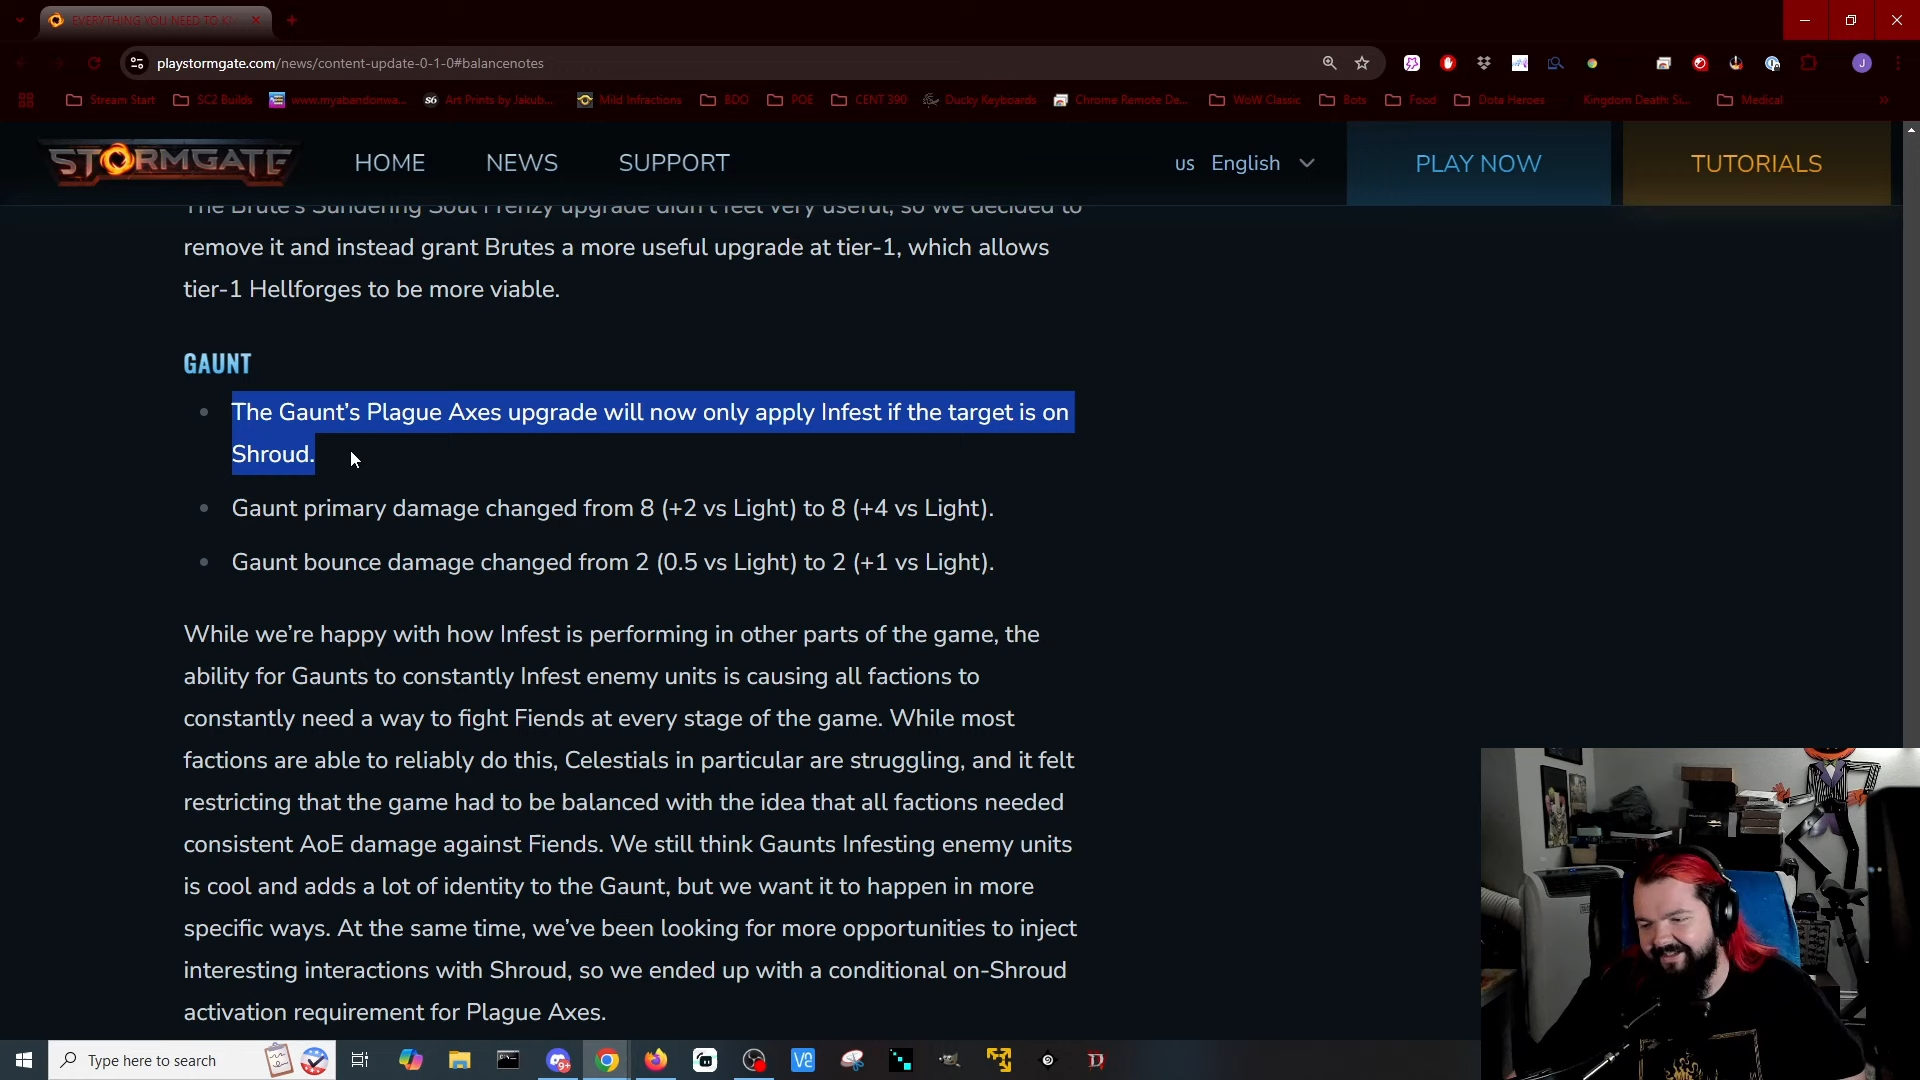 EVERYTHING YOU NEED TO K
playstormgate.com/news/content-update-0-1-0#balancenotes
Stream Start
SC2 Builds
www.myabandonwa...
Art Prints by Jakub...
Mild Infractions
BDO
POE
CENT 390
Ducky Keyboards
Chrome Remote De...
WoW Classic
Bots
Food
Dota Heroes
Kingdom Death: Si...
Medical
STORMGATE
HOME
NEWS
SUPPORT
us English
PLAY NOW
TUTORIALS
The Brute's Sundering Soul Frenzy upgrade didn't feel very useful, so we decided to
remove it and instead grant Brutes a more useful upgrade at tier-1, which allows
tier-1 Hellforges to be more viable.
GAUNT
The Gaunt's Plague Axes upgrade will now only apply Infest if the target is on
Shroud.
Gaunt primary damage changed from 8 (+2 vs Light) to 8 (+4 vs Light).
Gaunt bounce damage changed from 2 (0.5 vs Light) to 2 (+1 vs Light).
While we're happy with how Infest is performing in other parts of the game, the
ability for Gaunts to constantly Infest enemy units is causing all factions to
constantly need a way to fight Fiends at every stage of the game. While most
factions are able to reliably do this, Celestials in particular are struggling, and it felt
restricting that the game had to be balanced with the idea that all factions needed
consistent AoE damage against Fiends. We still think Gaunts Infesting enemy units
is cool and adds a lot of identity to the Gaunt, but we want it to happen in more
specific ways. At the same time, we've been looking for more opportunities to inject
interesting interactions with Shroud, so we ended up with a conditional on-Shroud
activation requirement for Plague Axes.
Type here to search